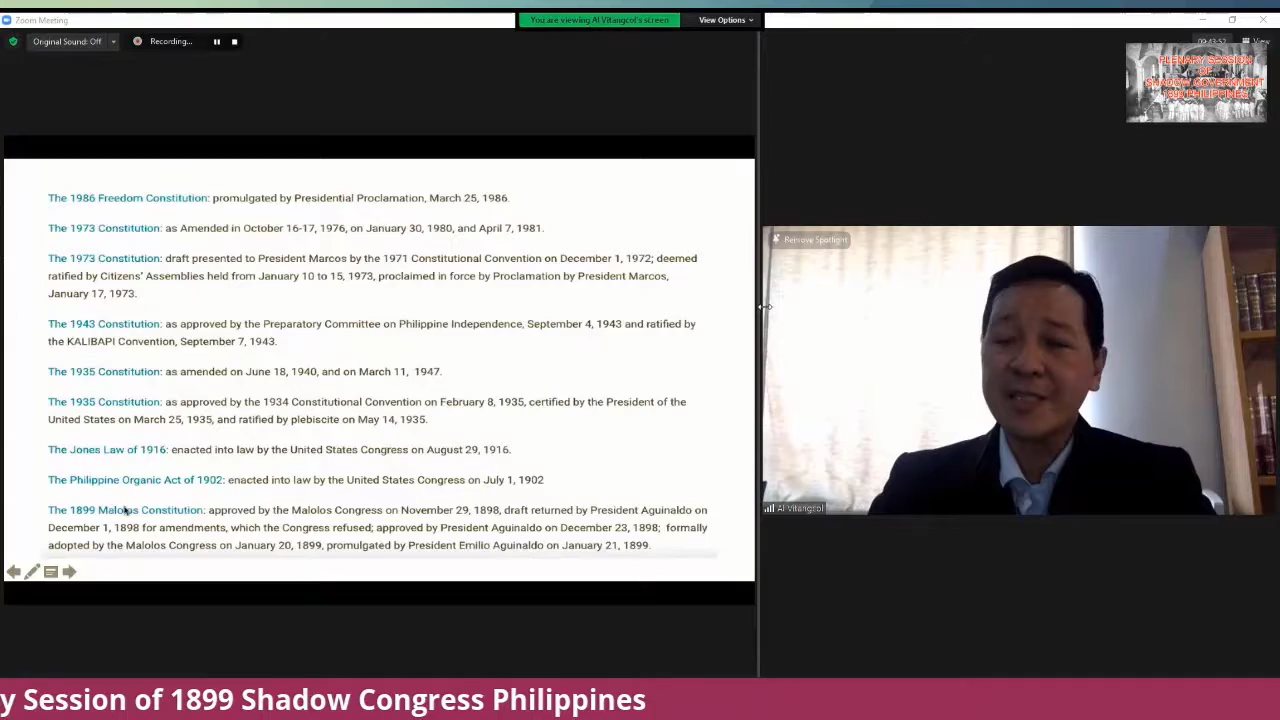 Zoom Meeting
You are viewing Al Vitangcol's screen
View Options
Original Sound: Off
Recording...
09:43:52
View
PLENARY SESSION
OF
SHADOW GOVERNMENT
1899 PHILIPPINES
The 1986 Freedom Constitution: promulgated by Presidential Proclamation, March 25, 1986.
The 1973 Constitution: as Amended in October 16-17, 1976, on January 30, 1980, and April 7, 1981.
The 1973 Constitution: draft presented to President Marcos by the 1971 Constitutional Convention on December 1, 1972; deemed
ratified by Citizens' Assemblies held from January 10 to 15, 1973, proclaimed in force by Proclamation by President Marcos,
January 17, 1973.
The 1943 Constitution: as approved by the Preparatory Committee on Philippine Independence, September 4, 1943 and ratified by
the KALIBAPI Convention, September 7, 1943.
The 1935 Constitution: as amended on June 18, 1940, and on March 11, 1947.
The 1935 Constitution: as approved by the 1934 Constitutional Convention on February 8, 1935, certified by the President of the
United States on March 25, 1935, and ratified by plebiscite on May 14, 1935.
The Jones Law of 1916: enacted into law by the United States Congress on August 29, 1916.
The Philippine Organic Act of 1902: enacted into law by the United States Congress on July 1, 1902
The 1899 Malolos Constitution: approved by the Malolos Congress on November 29, 1898, draft returned by President Aguinaldo on
December 1, 1898 for amendments, which the Congress refused; approved by President Aguinaldo on December 23, 1898; formally
adopted by the Malolos Congress on January 20, 1899, promulgated by President Emilio Aguinaldo on January 21, 1899.
Remove Spotlight
Al Vitangcol
y Session of 1899 Shadow Congress Philippines